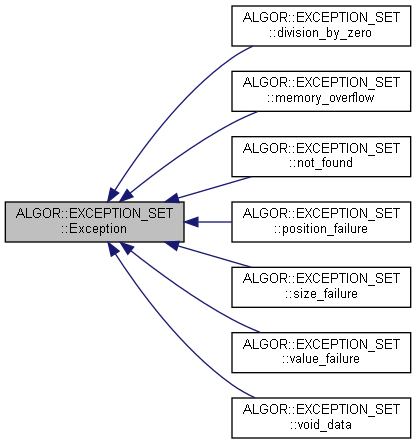 ALGOR::EXCEPTION_SET
::division_by_zero
ALGOR::EXCEPTION_SET
::memory_overflow
ALGOR::EXCEPTION_SET
::not_found
ALGOR::EXCEPTION_SET
::Exception
ALGOR::EXCEPTION_SET
::position_failure
ALGOR::EXCEPTION_SET
::size_failure
ALGOR::EXCEPTION_SET
::value_failure
ALGOR::EXCEPTION_SET
::void_data